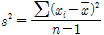 s² = ∑(xᵢ − x̅)² / n − 1